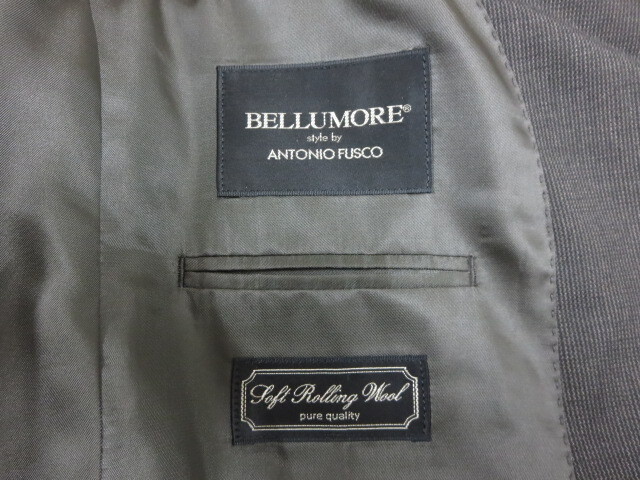 BELLUMORE®
style by
ANTONIO FUSCO
Soft Rolling Wool
pure quality